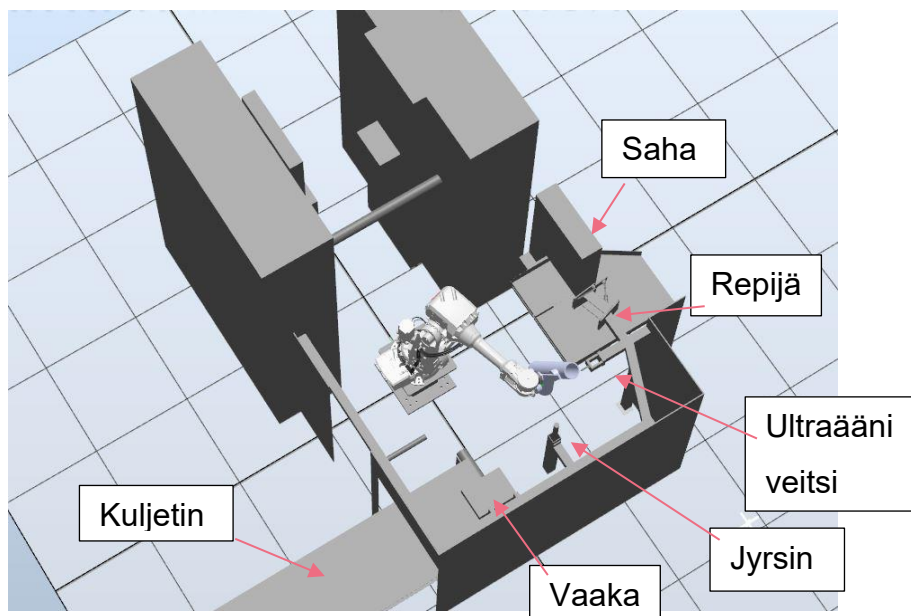 Saha
Repijä
Ultraääni
veitsi
Kuljetin
Jyrsin
Vaaka